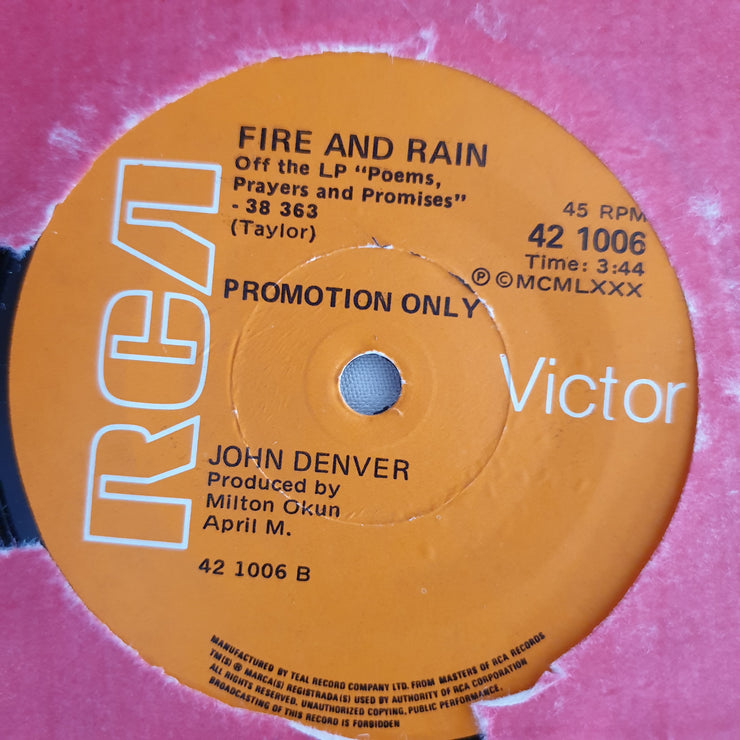 FIRE AND RAIN
Off the LP "Poems,
Prayers and Promises"
- 38 363
(Taylor)
45 RPM
42 1006
Time: 3:44
Ⓟ ©MCMLXXX
PROMOTION ONLY
RCA
Victor
JOHN DENVER
Produced by
Milton Okun
April M.
42 1006 B
MANUFACTURED BY TEAL RECORD COMPANY LTD. FROM MASTERS OF RCA RECORDS
TM(S) ® MARCA(S) REGISTRADA(S) USED BY AUTHORITY OF RCA CORPORATION
ALL RIGHTS RESERVED. UNAUTHORIZED COPYING, PUBLIC PERFORMANCE.
BROADCASTING OF THIS RECORD IS FORBIDDEN